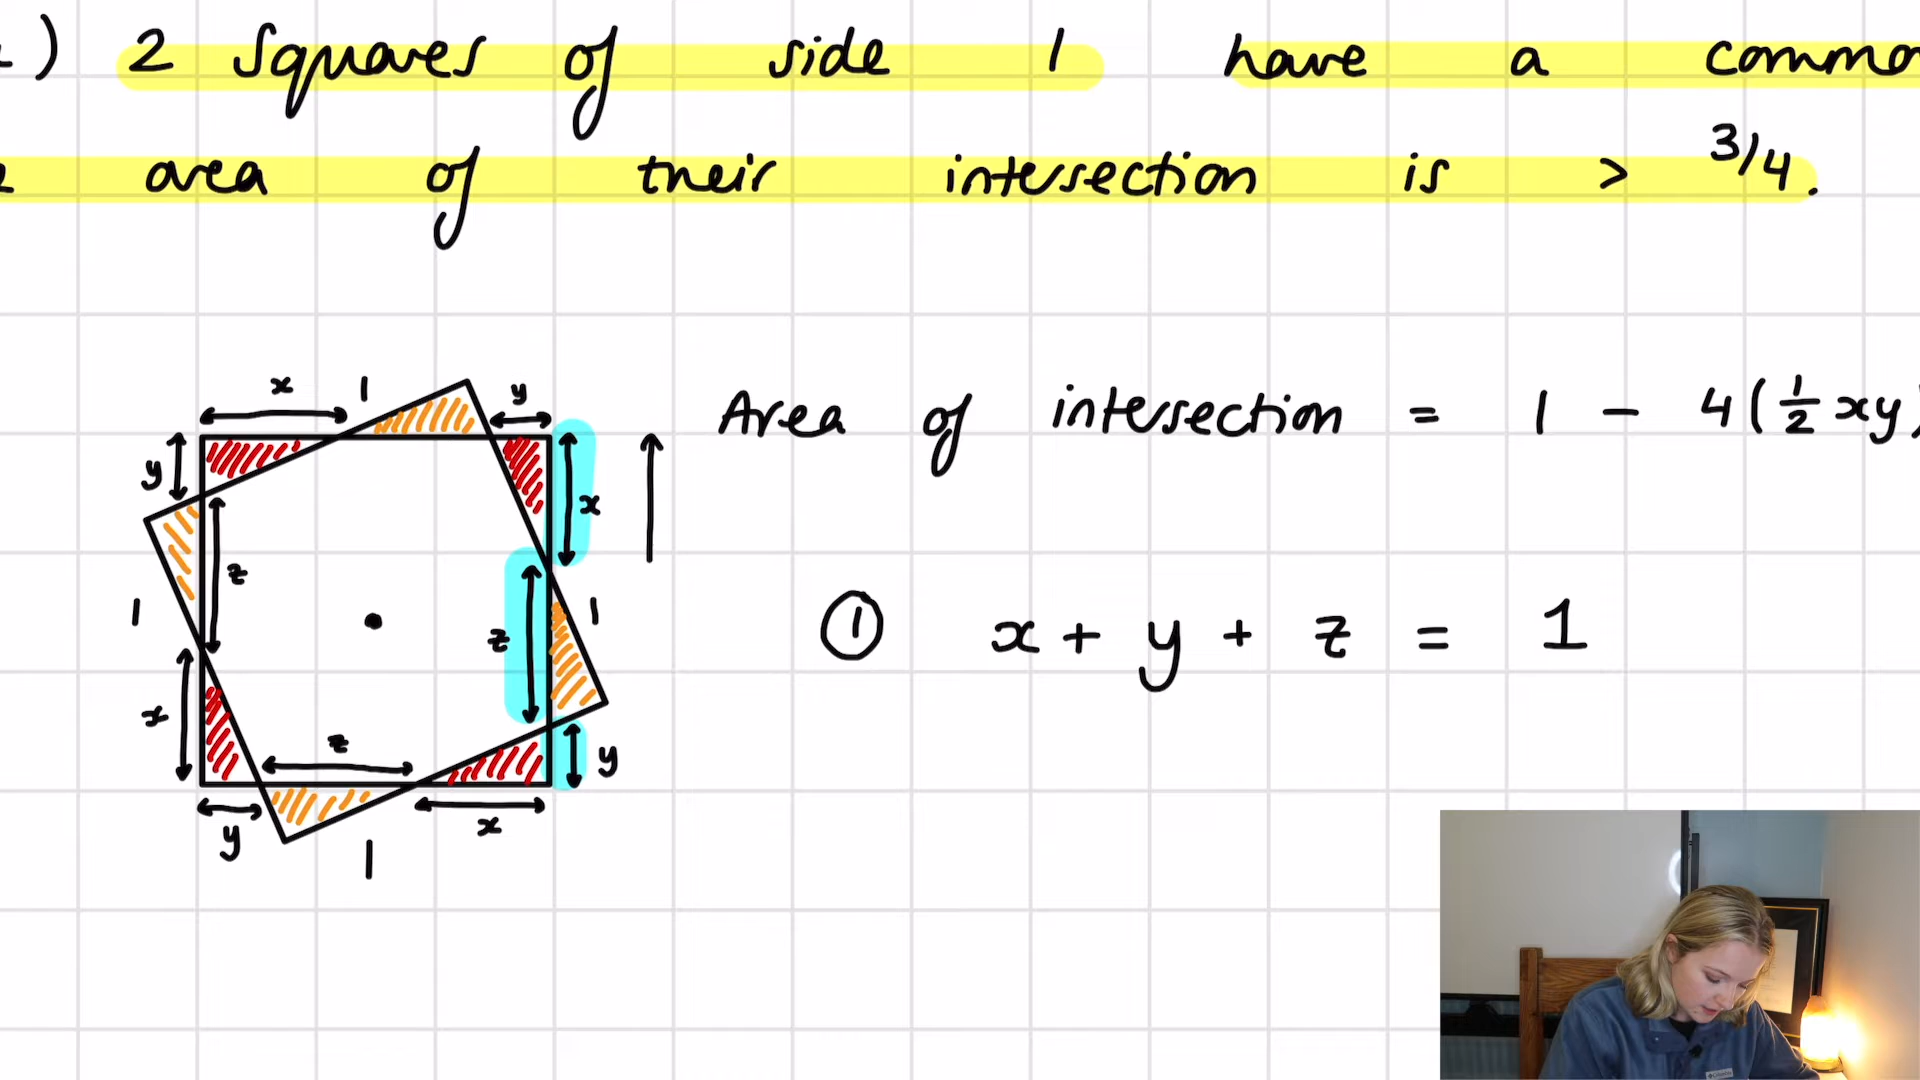 ) 2 Squares of side 1 have a commo
area of their intersection is > 3/4.
x 1 y
y x
Area of intersection = 1 - 4(½xy)
z
1 z 1
① x + y + z = 1
x z y
y x
1